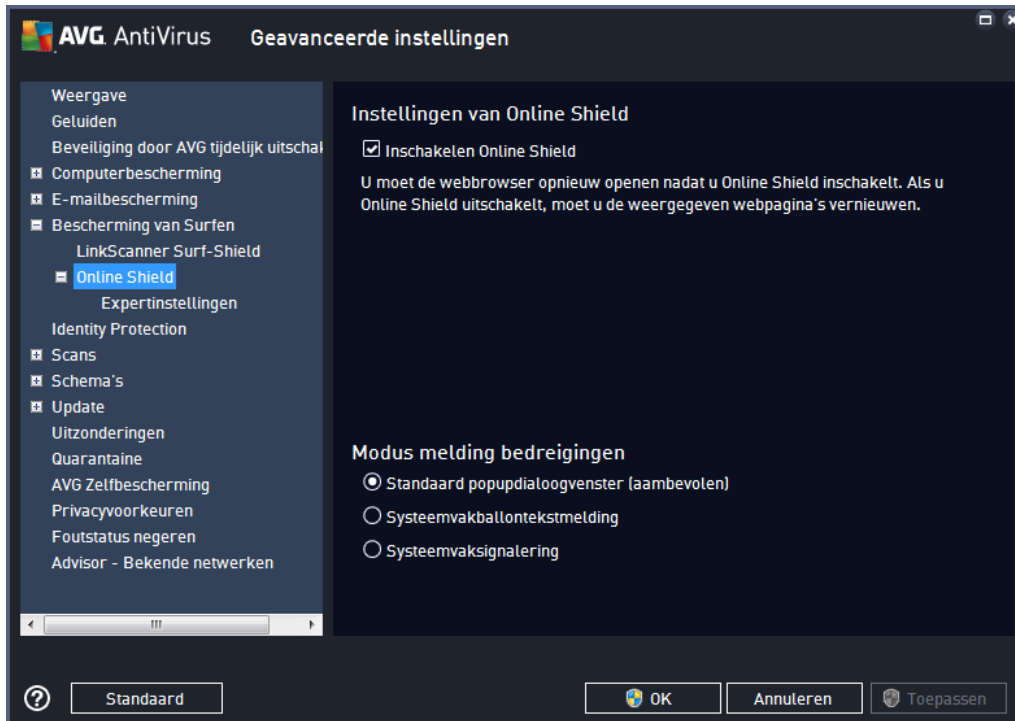 AVG. AntiVirus Geavanceerde instellingen
Weergave
Geluiden
Beveiliging door AVG tijdelijk uitschak
Computerbescherming
E-mailbescherming
Bescherming van Surfen
LinkScanner Surf-Shield
Online Shield
Expertinstellingen
Identity Protection
Scans
Schema's
Update
Uitzonderingen
Quarantaine
AVG Zelfbescherming
Privacyvoorkeuren
Foutstatus negeren
Advisor - Bekende netwerken
Instellingen van Online Shield
Inschakelen Online Shield
U moet de webbrowser opnieuw openen nadat u Online Shield inschakelt. Als u
Online Shield uitschakelt, moet u de weergegeven webpagina's vernieuwen.
Modus melding bedreigingen
Standaard popupdialoogvenster (aambevolen)
Systeemvakballontekstmelding
Systeemvaksignalering
? Standaard OK Annuleren Toepassen